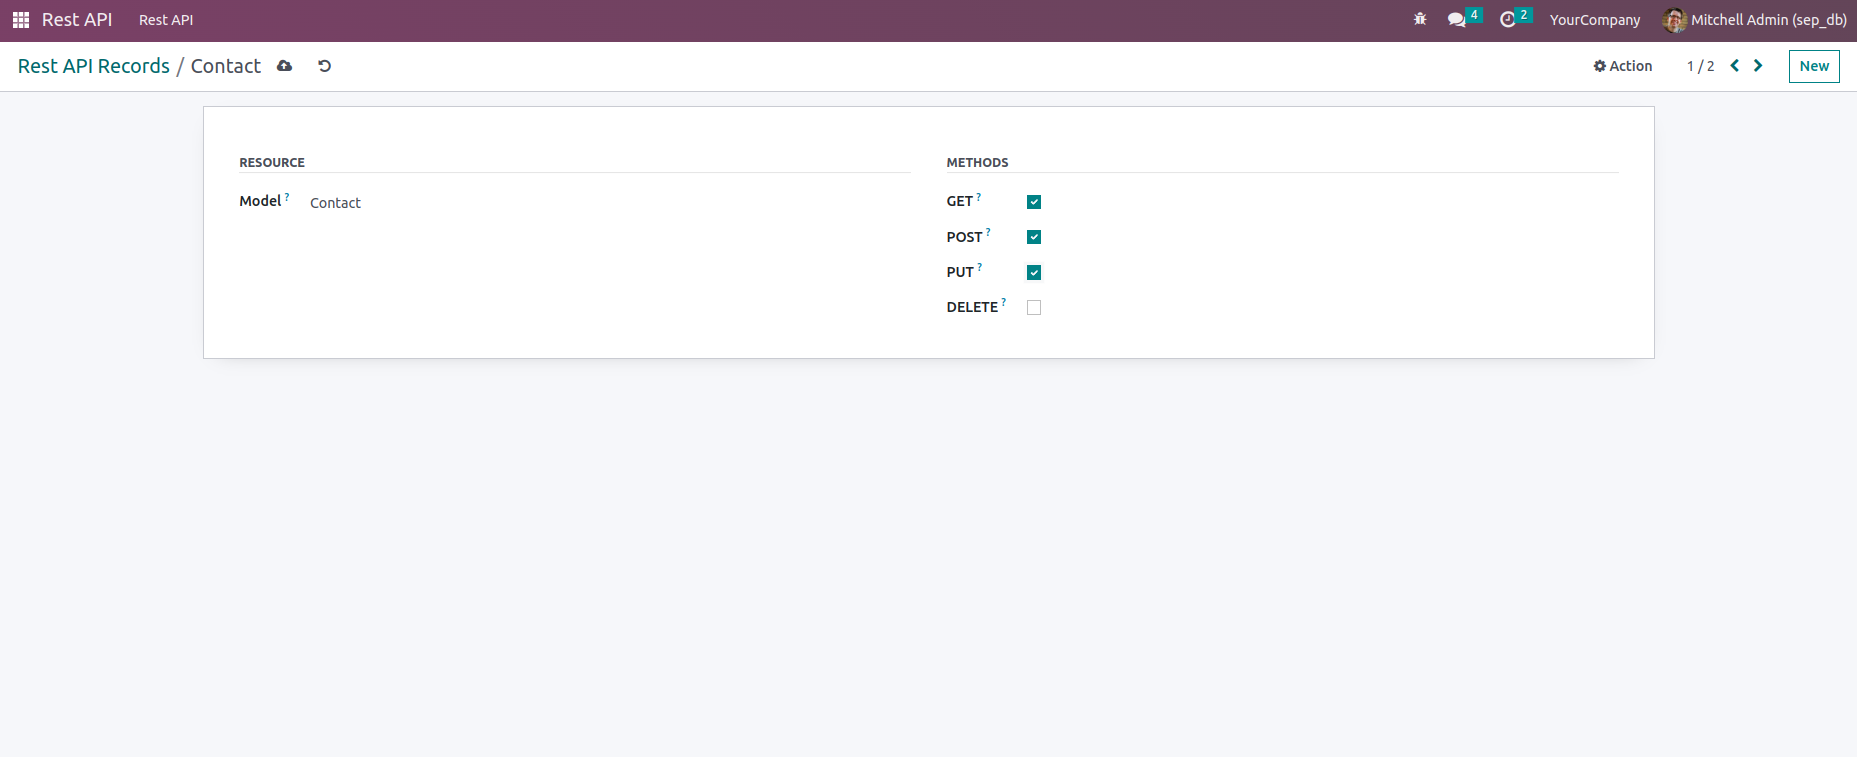 Rest API Rest API 4 2 YourCompany Mitchell Admin (sep_db)
Rest API Records / Contact Action 1 / 2 New
RESOURCE
Model ? Contact
METHODS
GET ?
POST ?
PUT ?
DELETE ?